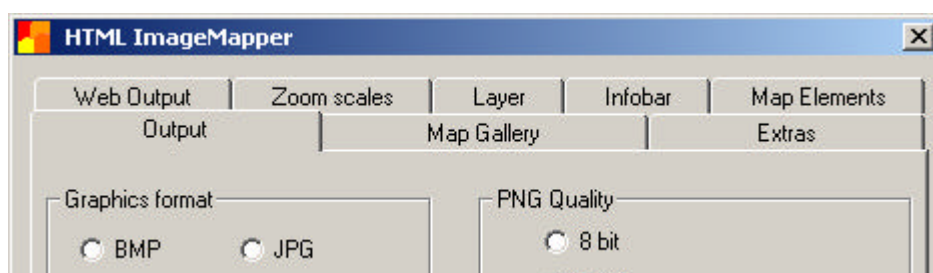 HTML ImageMapper
Web Output Zoom scales Layer Infobar Map Elements
Output Map Gallery Extras
Graphics format PNG Quality
BMP JPG 8 bit